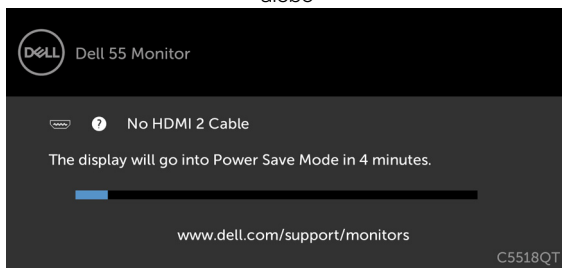 DELL Dell 55 Monitor
? No HDMI 2 Cable
The display will go into Power Save Mode in 4 minutes.
www.dell.com/support/monitors
C5518QT